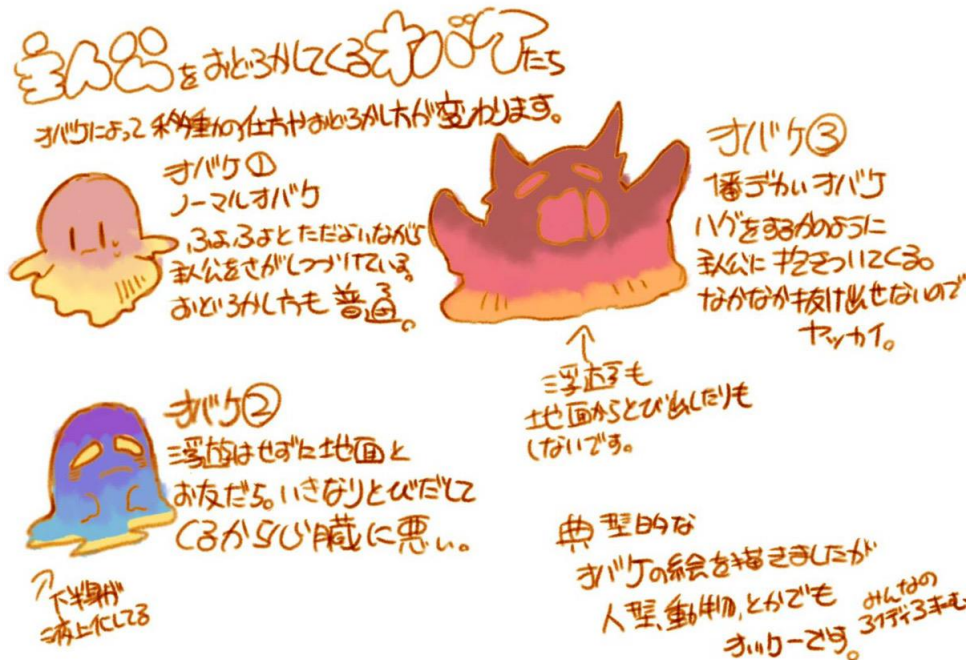 主人公をおどろかしてくるオバケたち
オバケによって移動の仕方やおどろかし方が変わります。
オバケ①
ノーマルオバケ
ふよふよとただよいながら
主人公をさがしつづけている。
おどろかし方も普通。
オバケ②
浮遊はせずに地面と
お友だち。いきなりとびだして
くるから心臓に悪い。
下半身が
液上化してる
オバケ③
1番デカいオバケ
ハグをするかのように
主人公に抱きついてくる。
なかなか抜け出せないので
ヤッカイ。
浮遊も
地面からとび出したりも
しないです。
典型的な
オバケの絵を描きましたが
人型、動物、とかでも
オッケーです。
みんなの